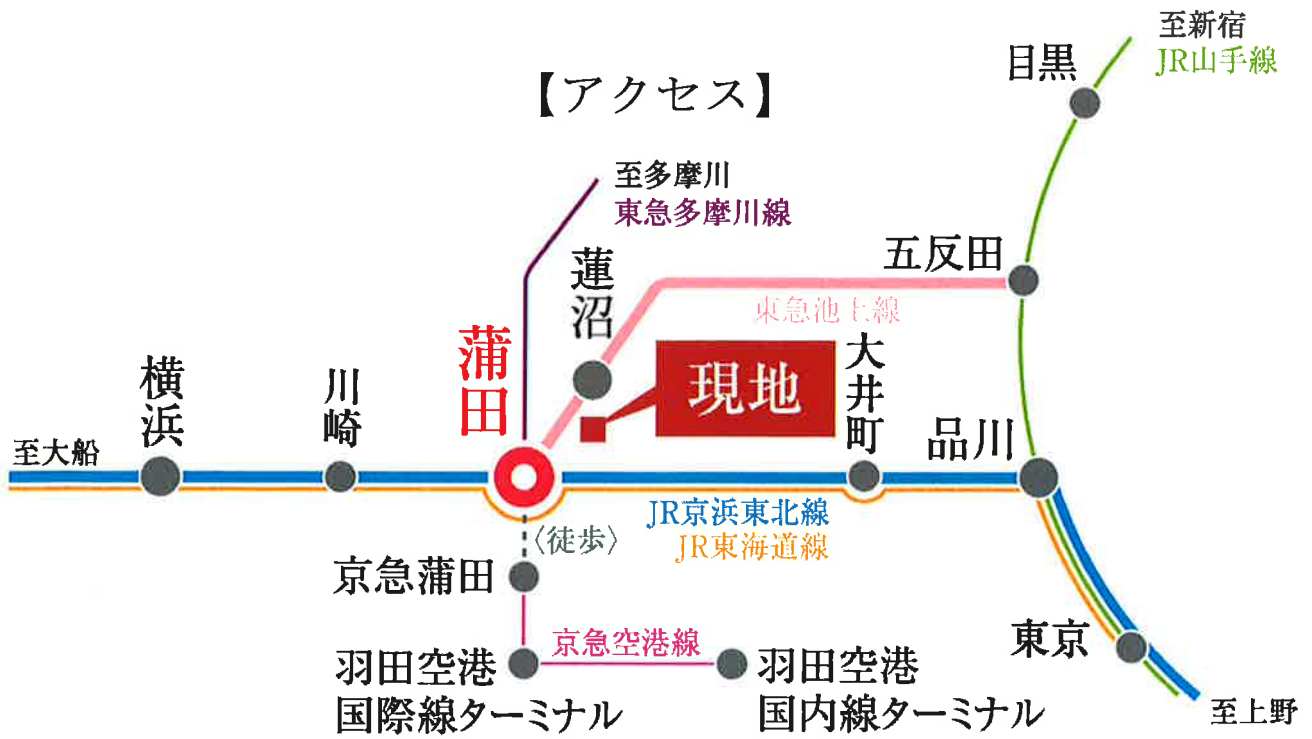 至新宿
JR山手線
目黒
【アクセス】
至多摩川
東急多摩川線
蓮沼
五反田
東急池上線
蒲田
現地
大井町
横浜
川崎
品川
至大船
JR京浜東北線
〈徒歩〉
JR東海道線
京急蒲田
京急空港線
東京
羽田空港
国際線ターミナル
羽田空港
国内線ターミナル
至上野